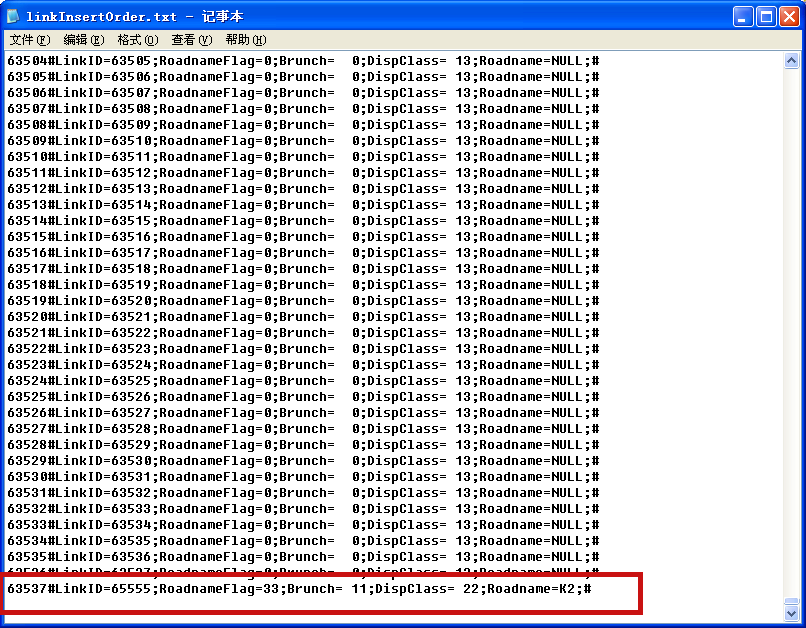 linkInsertOrder.txt - 记事本
文件(F) 编辑(E) 格式(O) 查看(V) 帮助(H)
63504#LinkID=63505;RoadnameFlag=0;Brunch=  0;DispClass= 13;Roadname=NULL;#
63505#LinkID=63506;RoadnameFlag=0;Brunch=  0;DispClass= 13;Roadname=NULL;#
63506#LinkID=63507;RoadnameFlag=0;Brunch=  0;DispClass= 13;Roadname=NULL;#
63507#LinkID=63508;RoadnameFlag=0;Brunch=  0;DispClass= 13;Roadname=NULL;#
63508#LinkID=63509;RoadnameFlag=0;Brunch=  0;DispClass= 13;Roadname=NULL;#
63509#LinkID=63510;RoadnameFlag=0;Brunch=  0;DispClass= 13;Roadname=NULL;#
63510#LinkID=63511;RoadnameFlag=0;Brunch=  0;DispClass= 13;Roadname=NULL;#
63511#LinkID=63512;RoadnameFlag=0;Brunch=  0;DispClass= 13;Roadname=NULL;#
63512#LinkID=63513;RoadnameFlag=0;Brunch=  0;DispClass= 13;Roadname=NULL;#
63513#LinkID=63514;RoadnameFlag=0;Brunch=  0;DispClass= 13;Roadname=NULL;#
63514#LinkID=63515;RoadnameFlag=0;Brunch=  0;DispClass= 13;Roadname=NULL;#
63515#LinkID=63516;RoadnameFlag=0;Brunch=  0;DispClass= 13;Roadname=NULL;#
63516#LinkID=63517;RoadnameFlag=0;Brunch=  0;DispClass= 13;Roadname=NULL;#
63517#LinkID=63518;RoadnameFlag=0;Brunch=  0;DispClass= 13;Roadname=NULL;#
63518#LinkID=63519;RoadnameFlag=0;Brunch=  0;DispClass= 13;Roadname=NULL;#
63519#LinkID=63520;RoadnameFlag=0;Brunch=  0;DispClass= 13;Roadname=NULL;#
63520#LinkID=63521;RoadnameFlag=0;Brunch=  0;DispClass= 13;Roadname=NULL;#
63521#LinkID=63522;RoadnameFlag=0;Brunch=  0;DispClass= 13;Roadname=NULL;#
63522#LinkID=63523;RoadnameFlag=0;Brunch=  0;DispClass= 13;Roadname=NULL;#
63523#LinkID=63524;RoadnameFlag=0;Brunch=  0;DispClass= 13;Roadname=NULL;#
63524#LinkID=63525;RoadnameFlag=0;Brunch=  0;DispClass= 13;Roadname=NULL;#
63525#LinkID=63526;RoadnameFlag=0;Brunch=  0;DispClass= 13;Roadname=NULL;#
63526#LinkID=63527;RoadnameFlag=0;Brunch=  0;DispClass= 13;Roadname=NULL;#
63527#LinkID=63528;RoadnameFlag=0;Brunch=  0;DispClass= 13;Roadname=NULL;#
63528#LinkID=63529;RoadnameFlag=0;Brunch=  0;DispClass= 13;Roadname=NULL;#
63529#LinkID=63530;RoadnameFlag=0;Brunch=  0;DispClass= 13;Roadname=NULL;#
63530#LinkID=63531;RoadnameFlag=0;Brunch=  0;DispClass= 13;Roadname=NULL;#
63531#LinkID=63532;RoadnameFlag=0;Brunch=  0;DispClass= 13;Roadname=NULL;#
63532#LinkID=63533;RoadnameFlag=0;Brunch=  0;DispClass= 13;Roadname=NULL;#
63533#LinkID=63534;RoadnameFlag=0;Brunch=  0;DispClass= 13;Roadname=NULL;#
63534#LinkID=63535;RoadnameFlag=0;Brunch=  0;DispClass= 13;Roadname=NULL;#
63535#LinkID=63536;RoadnameFlag=0;Brunch=  0;DispClass= 13;Roadname=NULL;#
63536#LinkID=63537;RoadnameFlag=0;Brunch=  0;DispClass= 13;Roadname=NULL;#
63537#LinkID=65555;RoadnameFlag=33;Brunch= 11;DispClass= 22;Roadname=K2;#